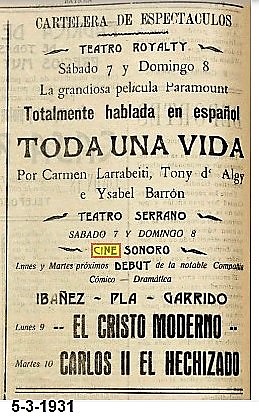 CARTELERA DE ESPECTACULOS
TEATRO ROYALTY
Sábado 7 y Domingo 8
La grandiosa pelicula Paramount
Totalmente hablada en español
TODA UNA VIDA
Por Carmen Larrabeiti, Tony d' Algy
e Ysabel Barrón
TEATRO SERRANO
SABADO 7 Y DOMINGO 8
CINE SONORO
Lunes y Martes próximos DEBUT de la notable Compañía
Cómico - Dramática
IBAÑEZ - PLA - GARRIDO
Lunes 9 -- EL CRISTO MODERNO --
Martes 10 CARLOS II EL HECHIZADO
5-3-1931